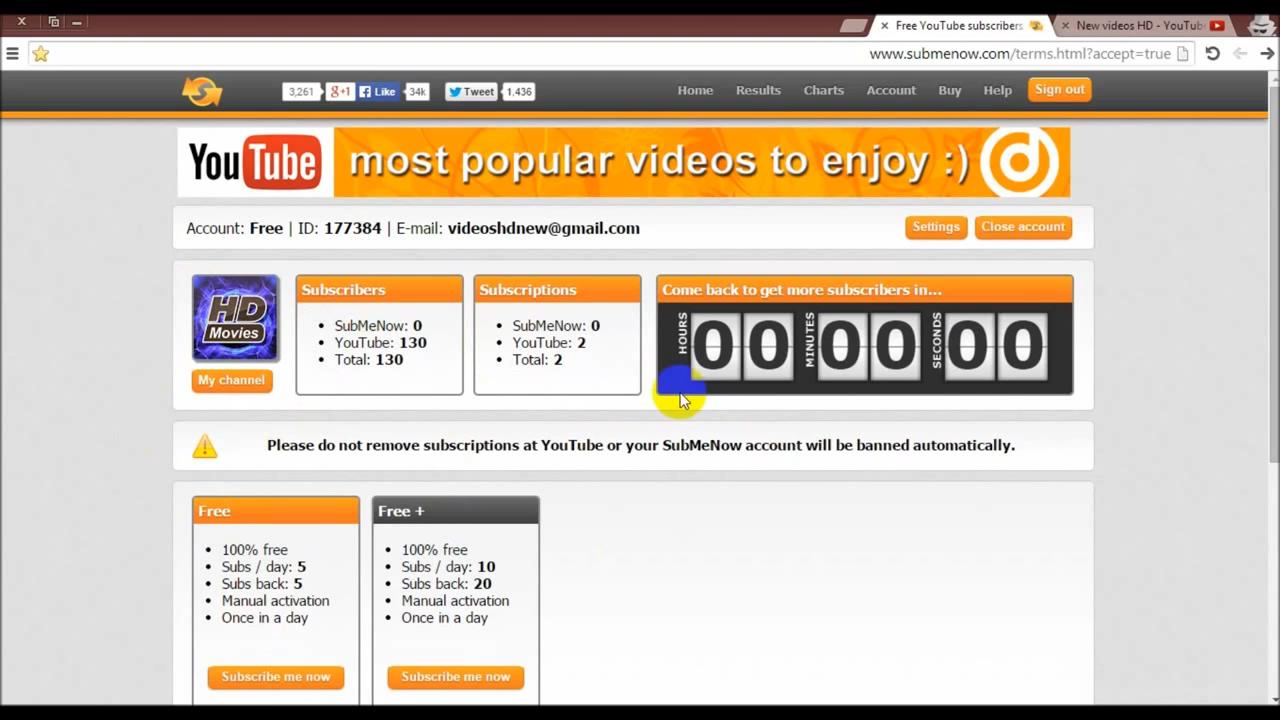 Free YouTube subscribers
New videos HD - YouTub
www.submenow.com/terms.html?accept=true
3,261
g+1
Like
34k
Tweet
1,436
Home
Results
Charts
Account
Buy
Help
Sign out
YouTube
most popular videos to enjoy :)
Account: Free | ID: 177384 | E-mail: videoshdnew@gmail.com
Settings
Close account
HD
Movies
My channel
Subscribers
SubMeNow: 0
YouTube: 130
Total: 130
Subscriptions
SubMeNow: 0
YouTube: 2
Total: 2
Come back to get more subscribers in...
HOURS
00
MINUTES
00
SECONDS
00
Please do not remove subscriptions at YouTube or your SubMeNow account will be banned automatically.
Free
100% free
Subs / day: 5
Subs back: 5
Manual activation
Once in a day
Subscribe me now
Free +
100% free
Subs / day: 10
Subs back: 20
Manual activation
Once in a day
Subscribe me now